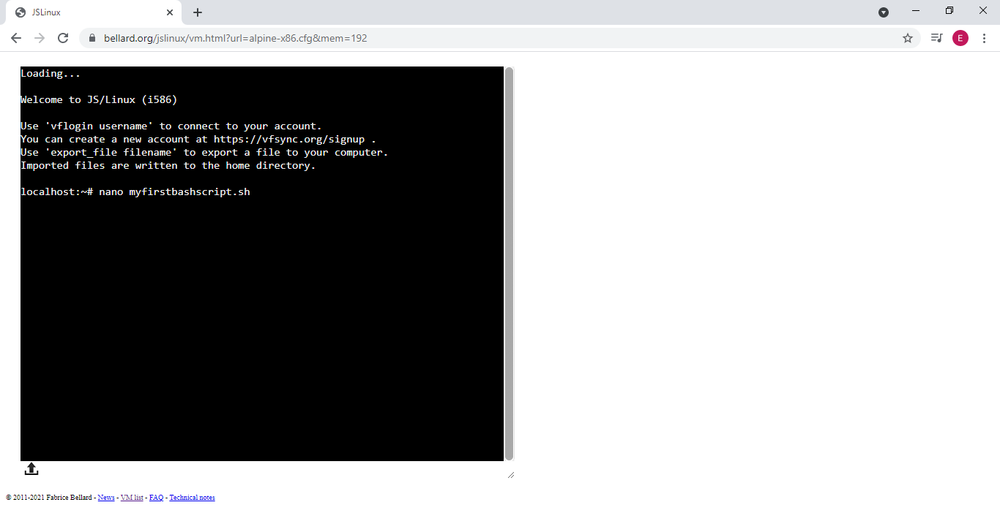 JSLinux
bellard.org/jslinux/vm.html?url=alpine-x86.cfg&mem=192
E
Loading...
Welcome to JS/Linux (i586)
Use 'vflogin username' to connect to your account.
You can create a new account at https://vfsync.org/signup .
Use 'export_file filename' to export a file to your computer.
Imported files are written to the home directory.
localhost:~# nano myfirstbashscript.sh
© 2011-2021 Fabrice Bellard - News - VM list - FAQ - Technical notes